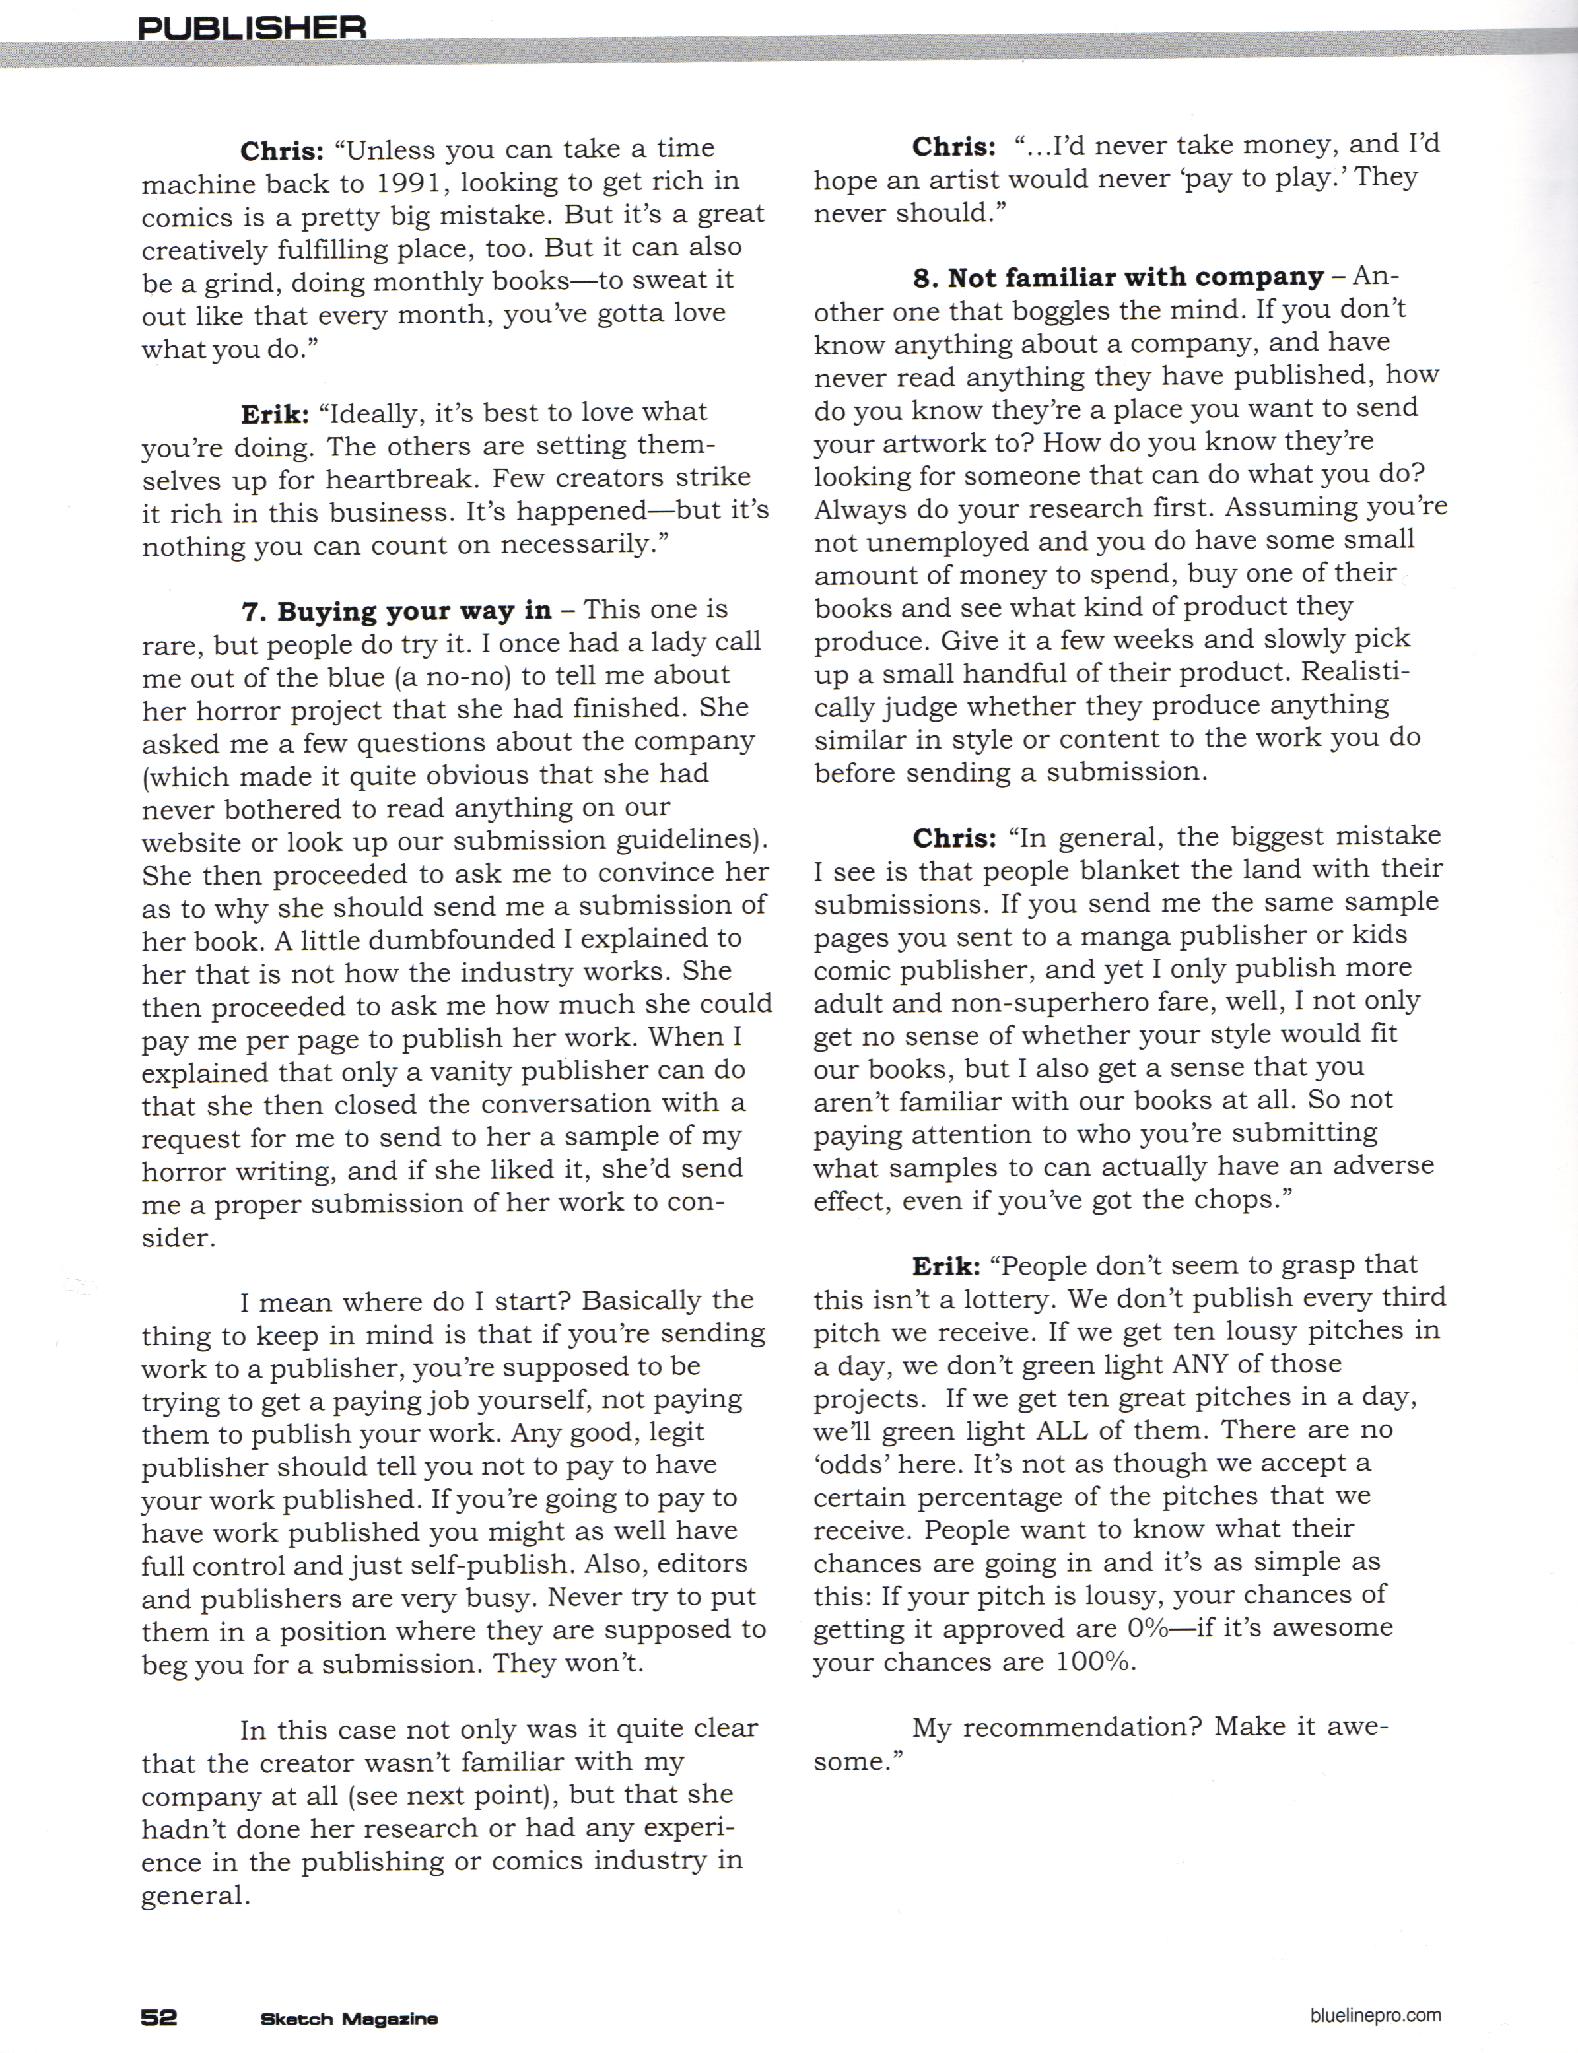 PUBLISHER
Chris: “Unless you can take a time
machine back to 1991, looking to get rich in
comics is a pretty big mistake. But it’s a great
creatively fulfilling place, too. But it can also
be a grind, doing monthly books—to sweat it
out like that every month, you’ve gotta love
what you do.”
Erik: “Ideally, it’s best to love what
you’re doing. The others are setting them-
selves up for heartbreak. Few creators strike
it rich in this business. It’s happened—but it’s
nothing you can count on necessarily.”
7. Buying your way in – This one is
rare, but people do try it. I once had a lady call
me out of the blue (a no-no) to tell me about
her horror project that she had finished. She
asked me a few questions about the company
(which made it quite obvious that she had
never bothered to read anything on our
website or look up our submission guidelines).
She then proceeded to ask me to convince her
as to why she should send me a submission of
her book. A little dumbfounded I explained to
her that is not how the industry works. She
then proceeded to ask me how much she could
pay me per page to publish her work. When I
explained that only a vanity publisher can do
that she then closed the conversation with a
request for me to send to her a sample of my
horror writing, and if she liked it, she’d send
me a proper submission of her work to con-
sider.
I mean where do I start? Basically the
thing to keep in mind is that if you’re sending
work to a publisher, you’re supposed to be
trying to get a paying job yourself, not paying
them to publish your work. Any good, legit
publisher should tell you not to pay to have
your work published. If you’re going to pay to
have work published you might as well have
full control and just self-publish. Also, editors
and publishers are very busy. Never try to put
them in a position where they are supposed to
beg you for a submission. They won’t.
In this case not only was it quite clear
that the creator wasn’t familiar with my
company at all (see next point), but that she
hadn’t done her research or had any experi-
ence in the publishing or comics industry in
general.
Chris: “...I’d never take money, and I’d
hope an artist would never ‘pay to play.’ They
never should.”
8. Not familiar with company – An-
other one that boggles the mind. If you don’t
know anything about a company, and have
never read anything they have published, how
do you know they’re a place you want to send
your artwork to? How do you know they’re
looking for someone that can do what you do?
Always do your research first. Assuming you’re
not unemployed and you do have some small
amount of money to spend, buy one of their
books and see what kind of product they
produce. Give it a few weeks and slowly pick
up a small handful of their product. Realisti-
cally judge whether they produce anything
similar in style or content to the work you do
before sending a submission.
Chris: “In general, the biggest mistake
I see is that people blanket the land with their
submissions. If you send me the same sample
pages you sent to a manga publisher or kids
comic publisher, and yet I only publish more
adult and non-superhero fare, well, I not only
get no sense of whether your style would fit
our books, but I also get a sense that you
aren’t familiar with our books at all. So not
paying attention to who you’re submitting
what samples to can actually have an adverse
effect, even if you’ve got the chops.”
Erik: “People don’t seem to grasp that
this isn’t a lottery. We don’t publish every third
pitch we receive. If we get ten lousy pitches in
a day, we don’t green light ANY of those
projects.  If we get ten great pitches in a day,
we’ll green light ALL of them. There are no
‘odds’ here. It’s not as though we accept a
certain percentage of the pitches that we
receive. People want to know what their
chances are going in and it’s as simple as
this: If your pitch is lousy, your chances of
getting it approved are 0%—if it’s awesome
your chances are 100%.
My recommendation? Make it awe-
some.”
52 Sketch Magazine
bluelinepro.com